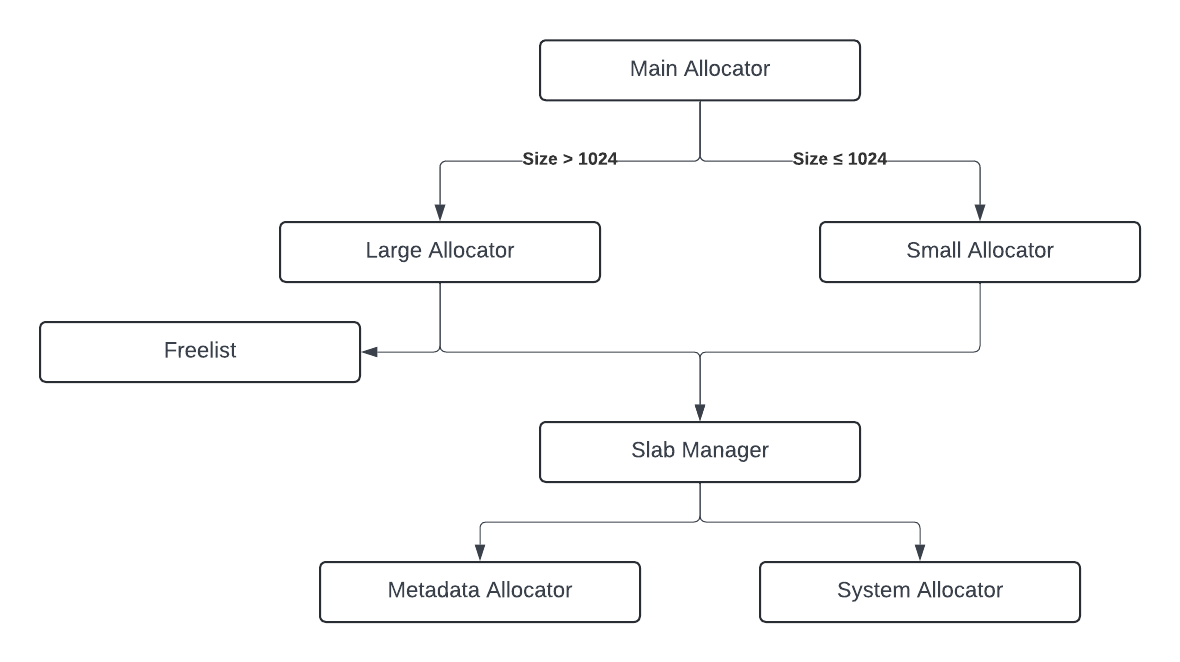 Main Allocator
Size > 1024
Size ≤ 1024
Large Allocator
Small Allocator
Freelist
Slab Manager
Metadata Allocator
System Allocator